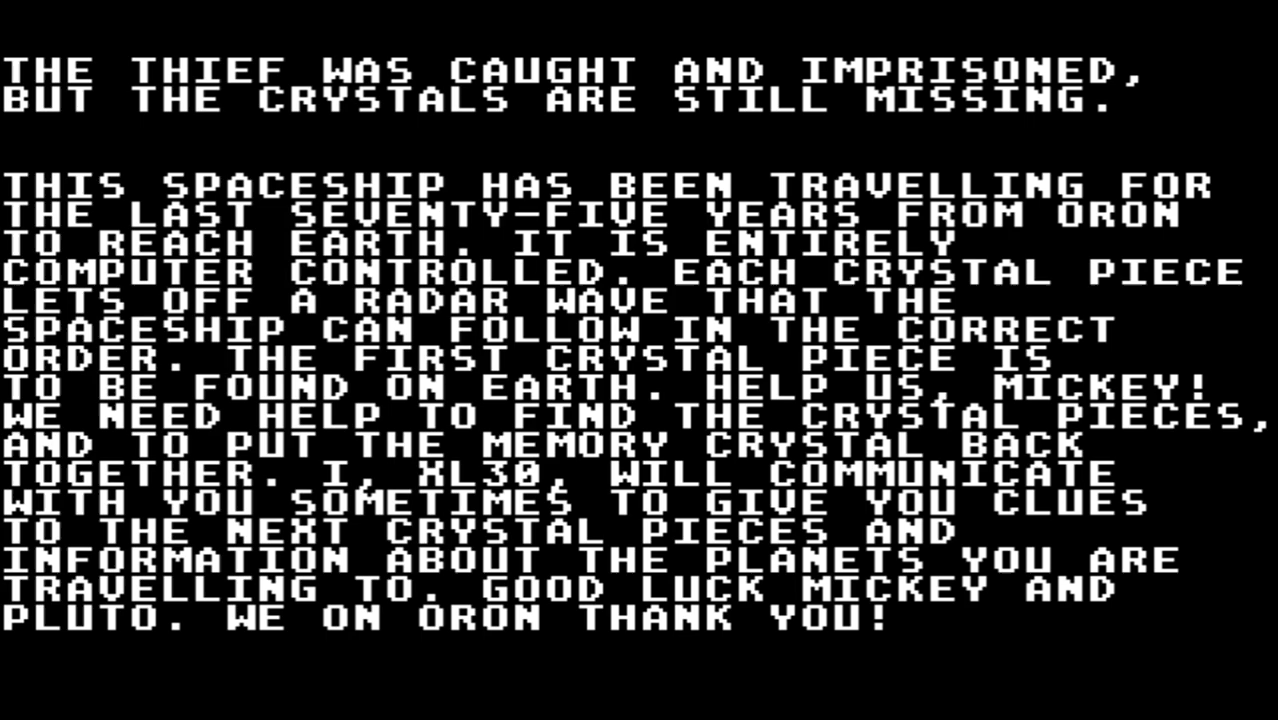 THE THIEF WAS CAUGHT AND IMPRISONED,
BUT THE CRYSTALS ARE STILL MISSING.
THIS SPACESHIP HAS BEEN TRAVELLING FOR
THE LAST SEVENTY-FIVE YEARS FROM ORON
TO REACH EARTH. IT IS ENTIRELY
COMPUTER CONTROLLED. EACH CRYSTAL PIECE
LETS OFF A RADAR WAVE THAT THE
SPACESHIP CAN FOLLOW IN THE CORRECT
ORDER. THE FIRST CRYSTAL PIECE IS
TO BE FOUND ON EARTH. HELP US, MICKEY!
WE NEED HELP TO FIND THE CRYSTAL PIECES,
AND TO PUT THE MEMORY CRYSTAL BACK
TOGETHER. I, XL30, WILL COMMUNICATE
WITH YOU SOMETIMES TO GIVE YOU CLUES
TO THE NEXT CRYSTAL PIECES AND
INFORMATION ABOUT THE PLANETS YOU ARE
TRAVELLING TO. GOOD LUCK MICKEY AND
PLUTO. WE ON ORON THANK YOU!